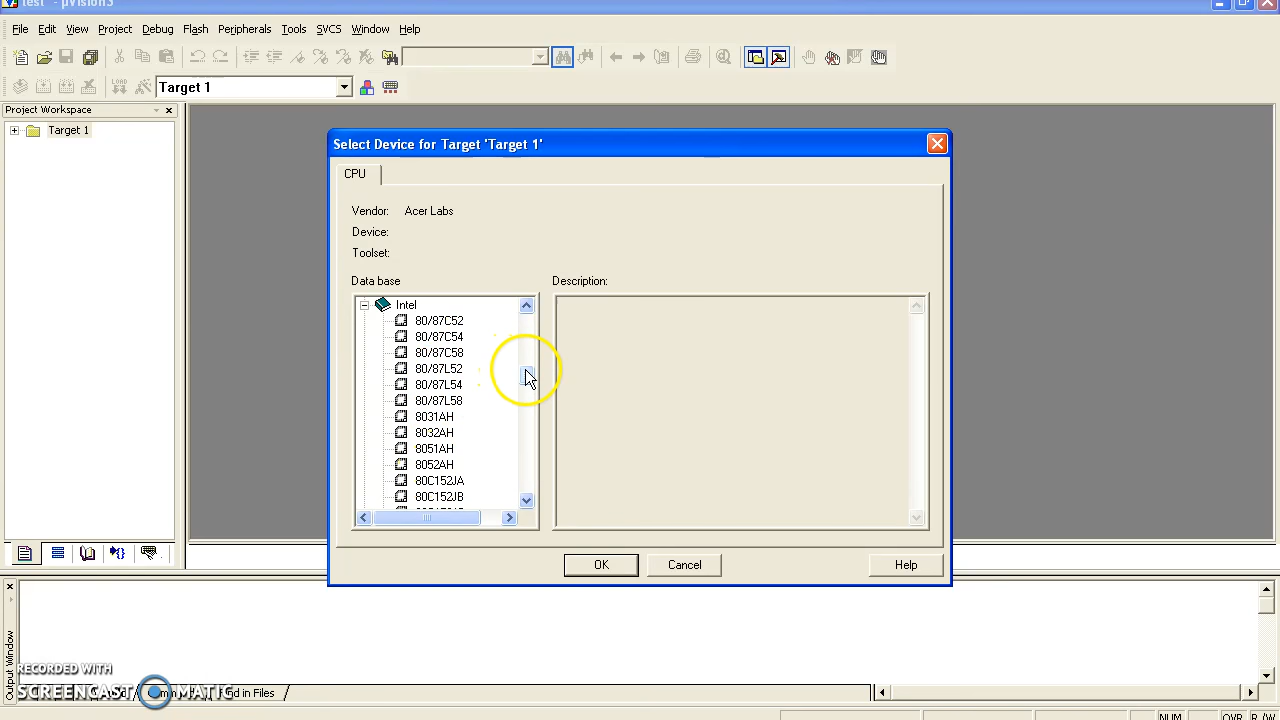 test - µVision3
File Edit View Project Debug Flash Peripherals Tools SVCS Window Help
Target 1
Project Workspace
Target 1
Select Device for Target 'Target 1'
CPU
Vendor: Acer Labs
Device:
Toolset:
Data base
Description:
Intel
80/87C52
80/87C54
80/87C58
80/87L52
80/87L54
80/87L58
8031AH
8032AH
8051AH
8052AH
80C152JA
80C152JB
OK
Cancel
Help
Output Window
RECORDED WITH
SCREENCAST MATIC
in Files
NUM
OVR
R/W